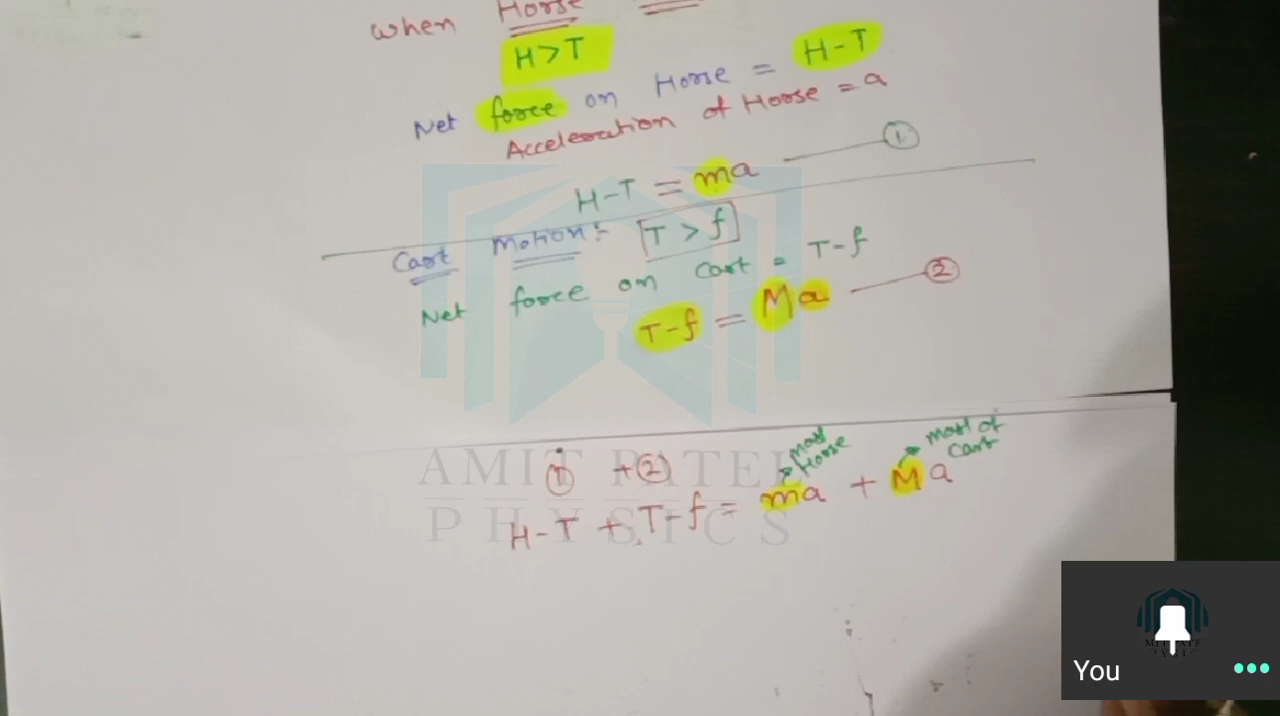 when Horse
H > T
Net force on Horse = H - T
Acceleration of Horse = a
H - T = ma ①
Cart Motion:- [T > f]
Net force on Cart = T - f
T - f = Ma ②
① + ②
mass Horse
mass of Cart
H - T + T - f = ma + Ma
AMIT PATEL
PHYSICS
You